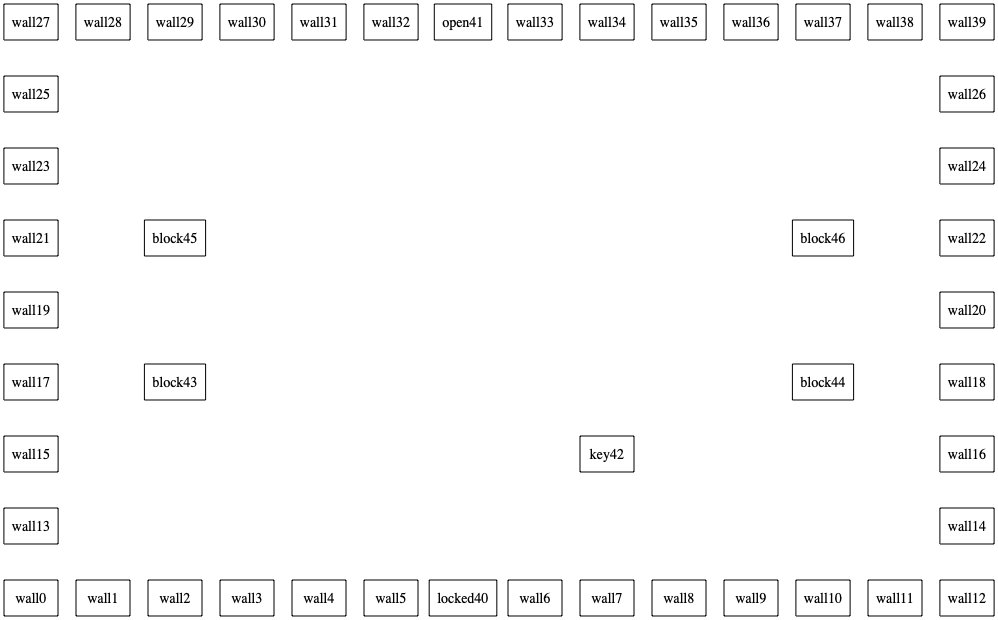 wall27 wall28 wall29 wall30 wall31 wall32 open41 wall33 wall34 wall35 wall36 wall37 wall38 wall39
wall25 wall26
wall23 wall24
wall21 block45 block46 wall22
wall19 wall20
wall17 block43 block44 wall18
wall15 key42 wall16
wall13 wall14
wall0 wall1 wall2 wall3 wall4 wall5 locked40 wall6 wall7 wall8 wall9 wall10 wall11 wall12